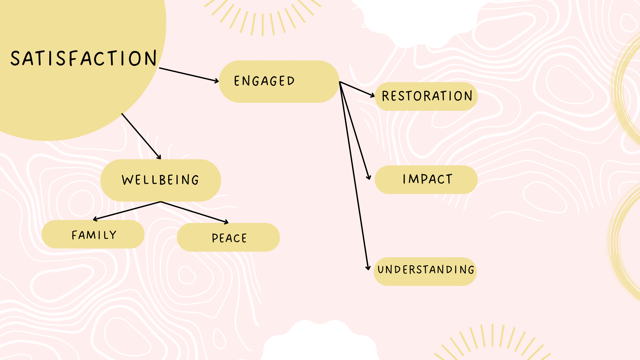 SATISFACTION
ENGAGED
RESTORATION
WELLBEING
IMPACT
FAMILY
PEACE
UNDERSTANDING